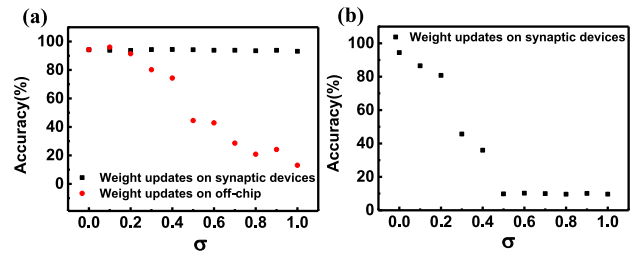 (a)
Accuracy(%)
100
80
60
40
20
0
Weight updates on synaptic devices
Weight updates on off-chip
0.0 0.2 0.4 0.6 0.8 1.0
σ
(b)
Accuracy(%)
100
80
60
40
20
0
Weight updates on synaptic devices
0.0 0.2 0.4 0.6 0.8 1.0
σ